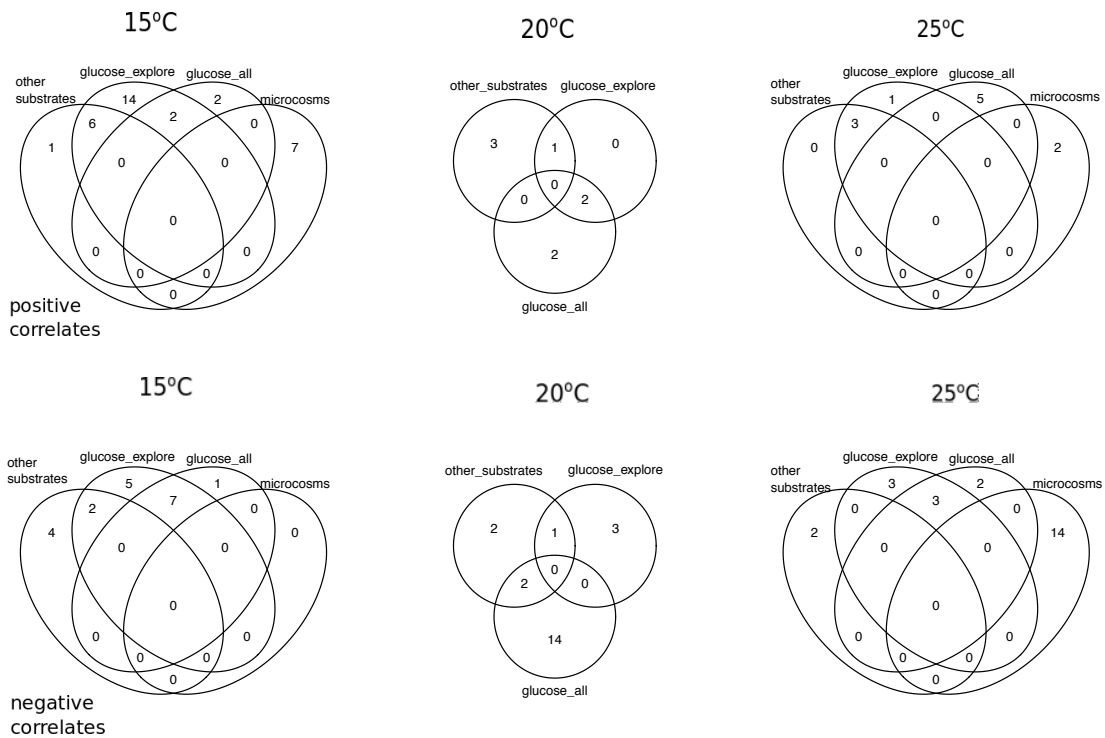 15ºC
20ºC
25ºC
other
substrates
glucose_explore
glucose_all
microcosms
14
2
6
2
0
1
7
0
0
0
0
0
0
0
0
other_substrates
glucose_explore
3
1
0
0
0
2
2
glucose_all
other
substrates
glucose_explore
glucose_all
microcosms
1
5
3
0
0
0
2
0
0
0
0
0
0
0
0
positive
correlates
15ºC
20ºC
25ºC
other
substrates
glucose_explore
glucose_all
microcosms
5
1
2
7
0
4
0
0
0
0
0
0
0
0
0
other_substrates
glucose_explore
2
1
3
0
2
0
14
glucose_all
other
substrates
glucose_explore
glucose_all
microcosms
3
2
0
3
0
2
14
0
0
0
0
0
0
0
0
negative
correlates